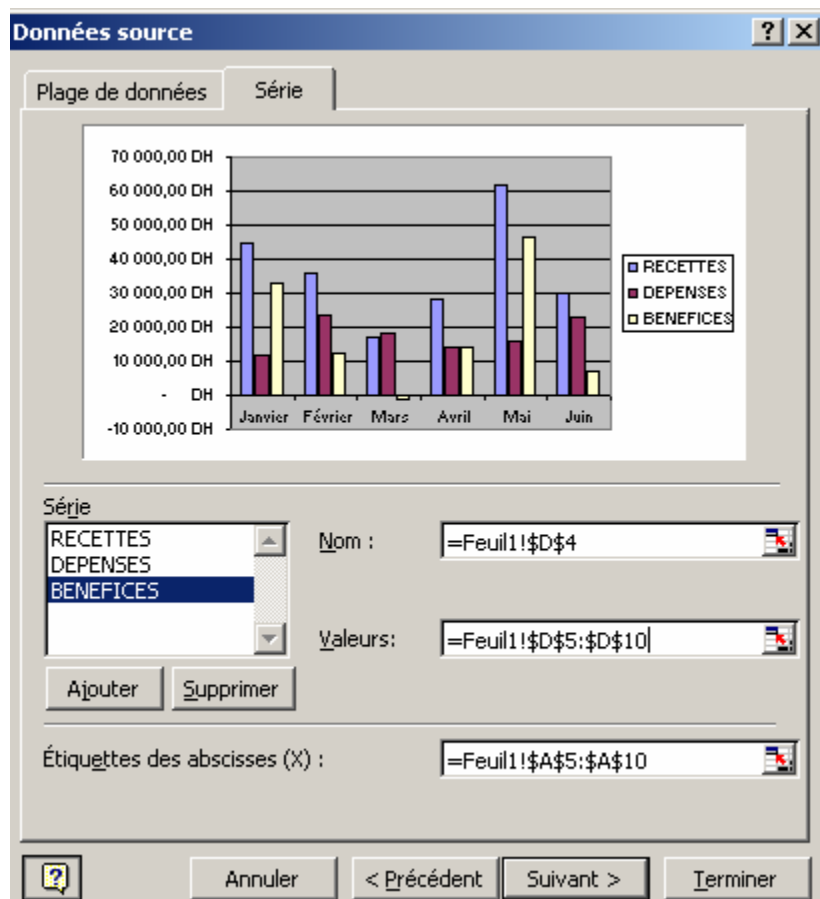 Données source
Plage de données Série
70 000,00 DH
60 000,00 DH
50 000,00 DH
40 000,00 DH
30 000,00 DH
20 000,00 DH
10 000,00 DH
- DH
-10 000,00 DH
Janvier Février Mars Avril Mai Juin
RECETTES
DEPENSES
BENEFICES
Série
RECETTES
DEPENSES
BENEFICES
Nom : =Feuil1!$D$4
Valeurs: =Feuil1!$D$5:$D$10
Ajouter Supprimer
Étiquettes des abscisses (X) : =Feuil1!$A$5:$A$10
Annuler < Précédent Suivant > Terminer